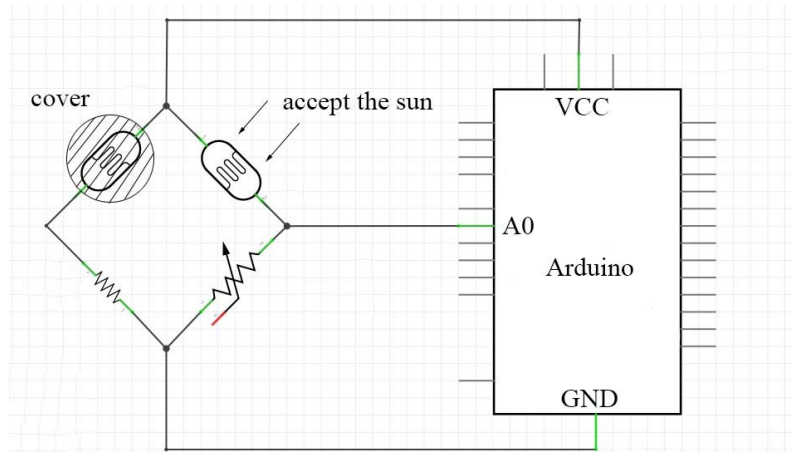 cover
accept the sun
VCC
A0
Arduino
GND